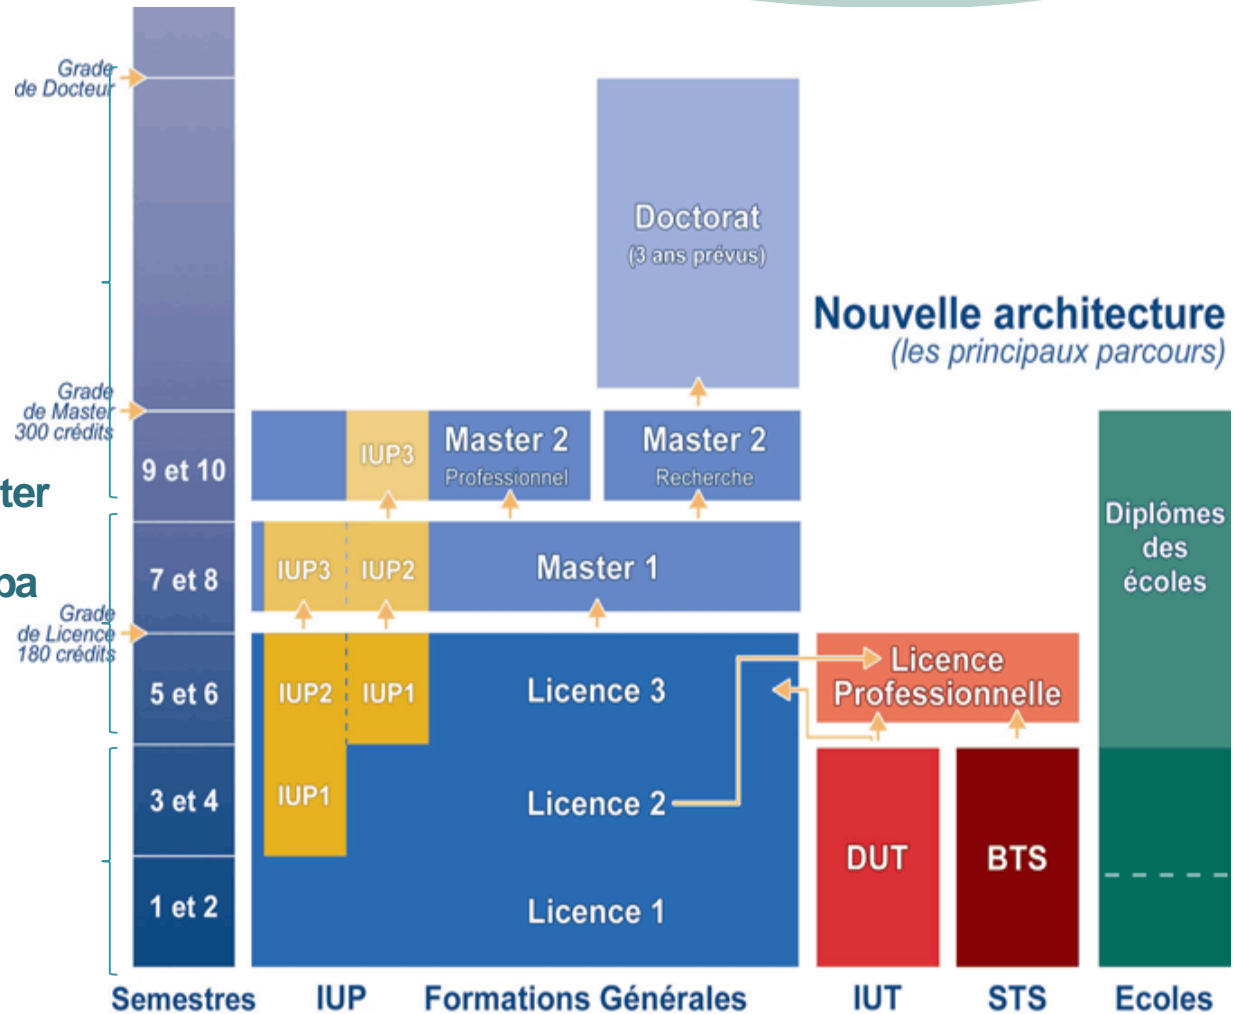 Grade
de Docteur
Doctorat
(3 ans prévus)
Nouvelle architecture
(les principaux parcours)
Grade
de Master
300 crédits
9 et 10
IUP3
Master 2
Professionnel
Master 2
Recherche
ter
Diplômes
des
écoles
7 et 8
IUP3
IUP2
Master 1
pa
Grade
de Licence
180 crédits
5 et 6
IUP2
IUP1
Licence 3
Licence
Professionnelle
3 et 4
IUP1
Licence 2
DUT
BTS
1 et 2
Licence 1
Semestres
IUP
Formations Générales
IUT
STS
Ecoles